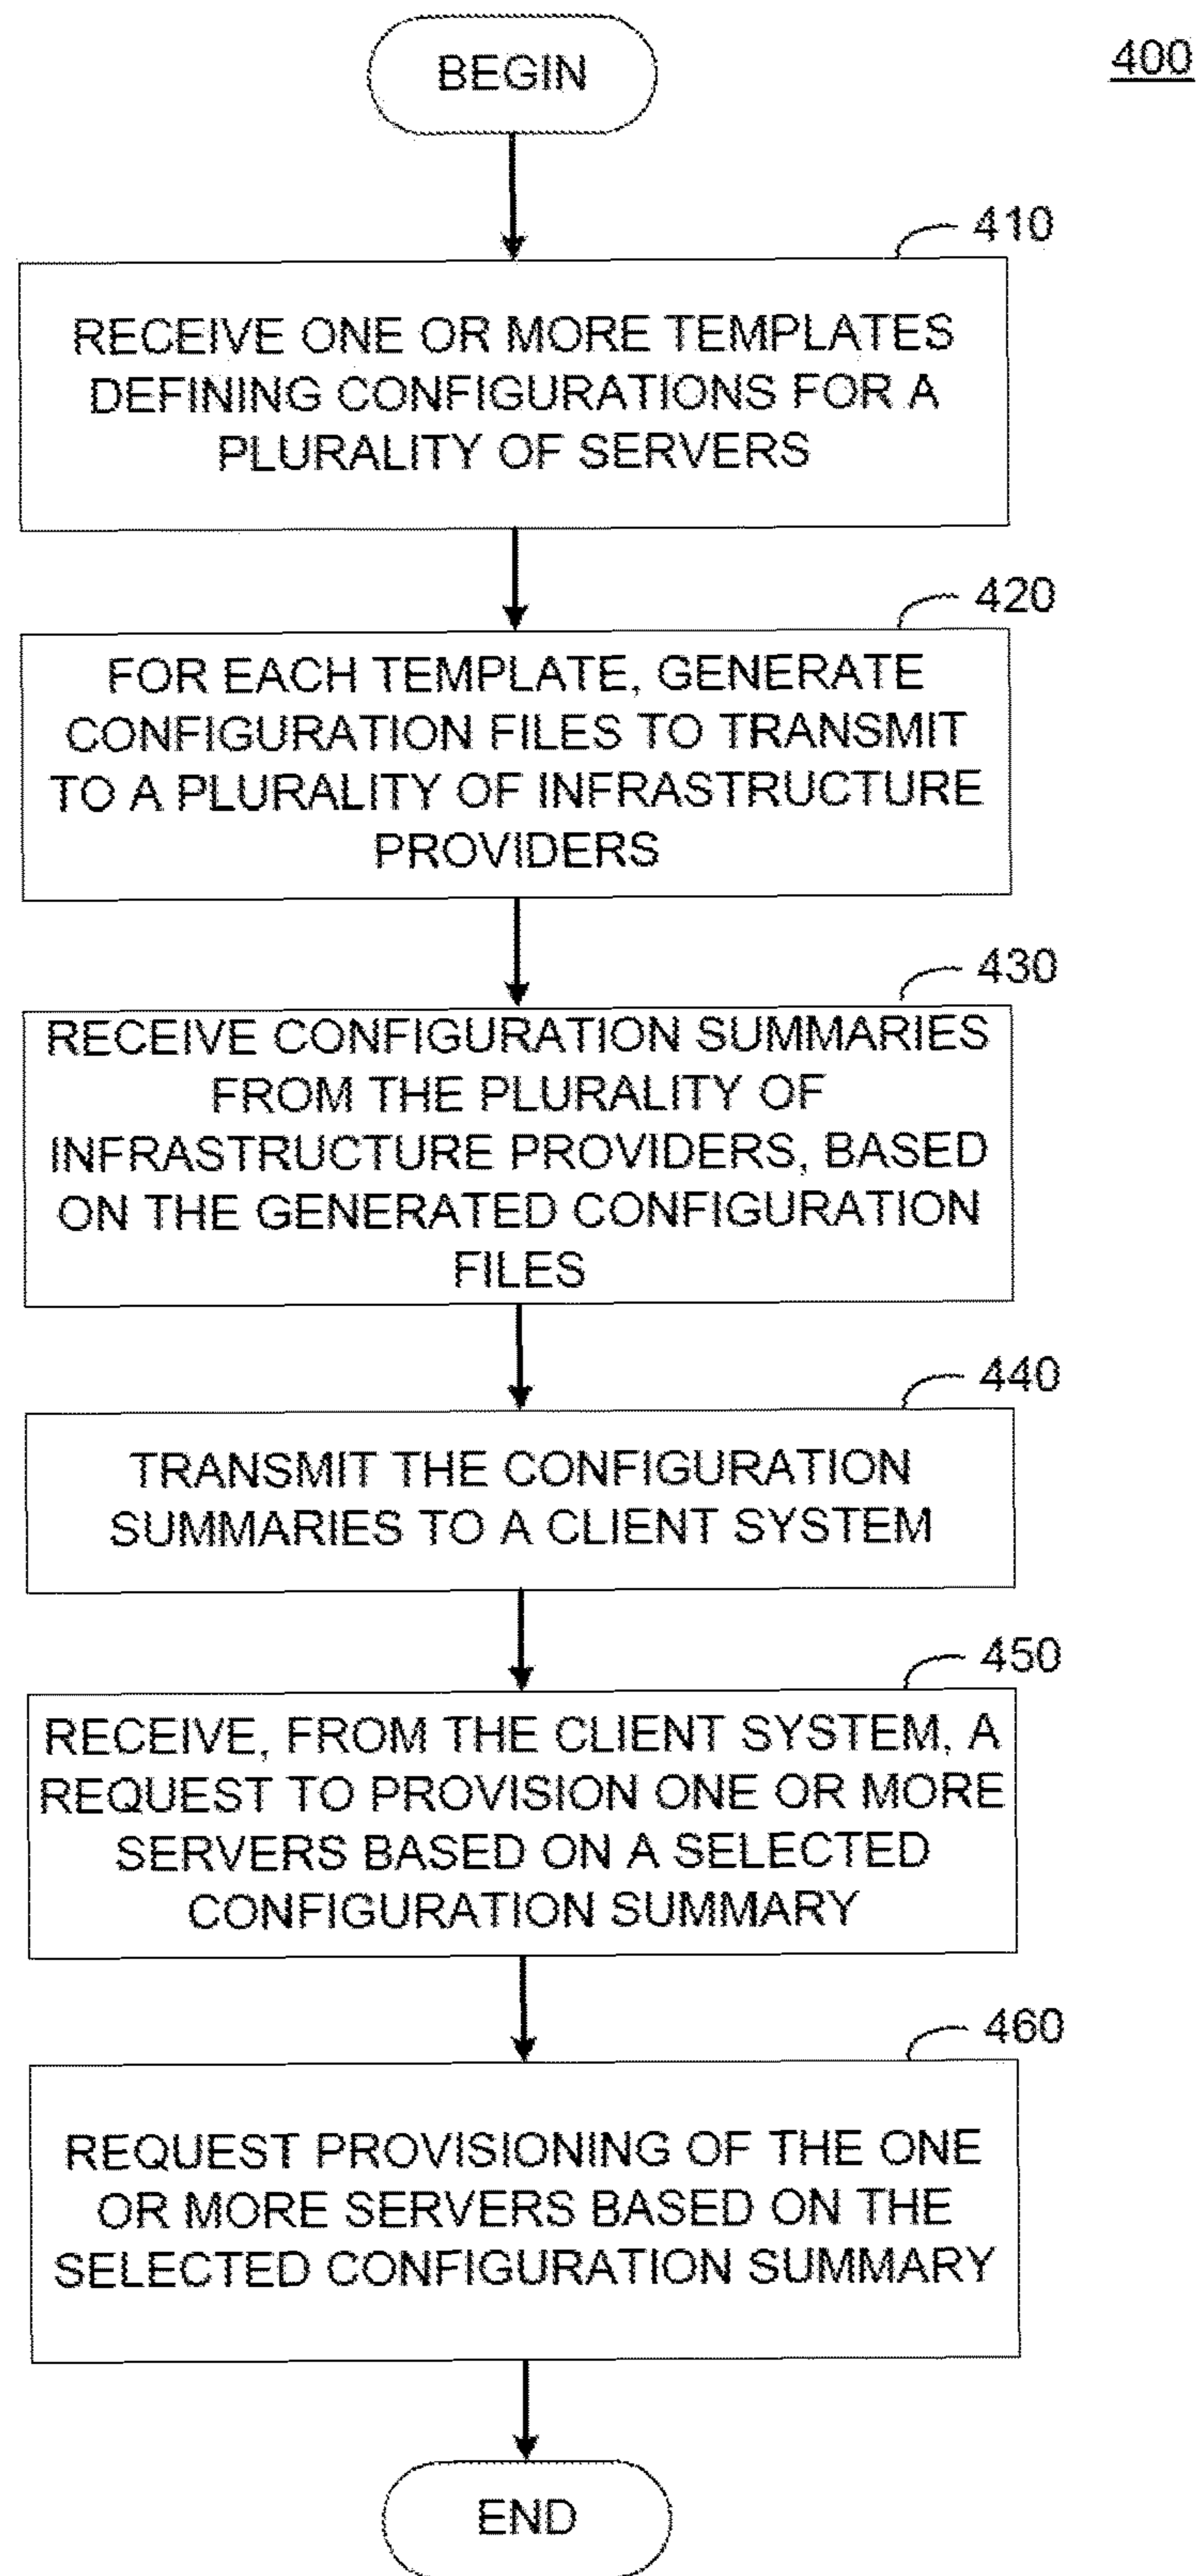 BEGIN
400
410
RECEIVE ONE OR MORE TEMPLATES
DEFINING CONFIGURATIONS FOR A
PLURALITY OF SERVERS
420
FOR EACH TEMPLATE, GENERATE
CONFIGURATION FILES TO TRANSMIT
TO A PLURALITY OF INFRASTRUCTURE
PROVIDERS
430
RECEIVE CONFIGURATION SUMMARIES
FROM THE PLURALITY OF
INFRASTRUCTURE PROVIDERS, BASED
ON THE GENERATED CONFIGURATION
FILES
440
TRANSMIT THE CONFIGURATION
SUMMARIES TO A CLIENT SYSTEM
450
RECEIVE, FROM THE CLIENT SYSTEM, A
REQUEST TO PROVISION ONE OR MORE
SERVERS BASED ON A SELECTED
CONFIGURATION SUMMARY
460
REQUEST PROVISIONING OF THE ONE
OR MORE SERVERS BASED ON THE
SELECTED CONFIGURATION SUMMARY
END